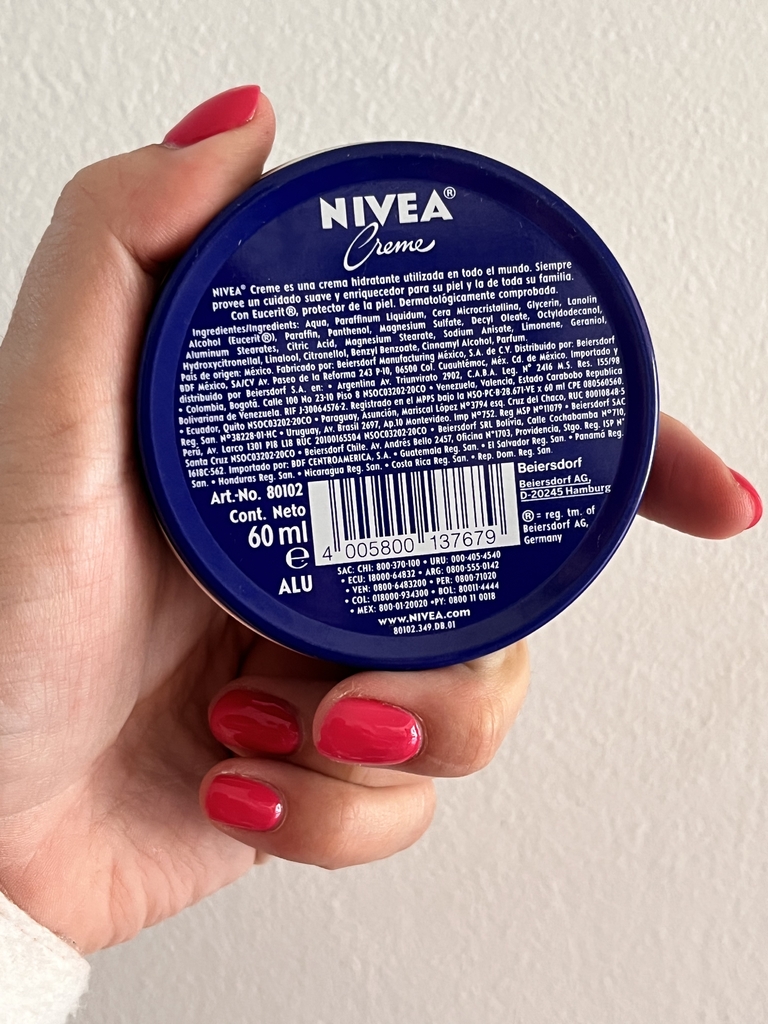 NIVEA®
Creme
NIVEA® Creme es una crema hidratante utilizada en todo el mundo. Siempre
provee un cuidado suave y enriquecedor para su piel y la de toda su familia.
Con Eucerit®, protector de la piel. Dermatológicamente comprobada.
Ingredientes/Ingredients: Aqua, Paraffinum Liquidum, Cera Microcristallina, Glycerin, Lanolin
Alcohol (Eucerit®), Paraffin, Panthenol, Magnesium Sulfate, Decyl Oleate, Octyldodecanol,
Aluminum Stearates, Citric Acid, Magnesium Stearate, Sodium Anisate, Limonene, Geraniol,
Hydroxycitronellal, Linalool, Citronellol, Benzyl Benzoate, Cinnamyl Alcohol, Parfum.
País de origen: México. Fabricado por: Beiersdorf Manufacturing México, S.A. de C.V. Distribuido por: Beiersdorf
BDF México, SA/CV Av. Paseo de la Reforma 243 P-10, 06500 Col. Cuauhtémoc, Méx. Cd. de México. Importado y
distribuido por Beiersdorf S.A. en: • Argentina Av. Triunvirato 2902, C.A.B.A. Leg. N° 2416 M.S. Res. 155/98
• Colombia, Bogotá. Calle 100 No 23-10 Piso 8 NSOC03202-20CO • Venezuela, Valencia, Estado Carabobo Republica
Bolivariana de Venezuela. RIF J-30064576-2. Registrado en el MPPS bajo la NSO-PC-B-28.671-VE x 60 ml CPE 080560560.
• Ecuador, Quito NSOC03202-20CO • Paraguay, Asunción, Mariscal López N°3794 esq. Cruz del Chaco, RUC 80010848-5
Reg. San. N°38228-01-HC • Uruguay, Av. Brasil 2697, Ap.10 Montevideo. Imp N°752. Reg MSP N°11079 • Beiersdorf SAC
Perú, Av. Larco 1301 P18 L18 RUC 20100165504 NSOC03202-20CO • Beiersdorf SRL Bolivia, Calle Cochabamba N°710,
Santa Cruz NSOC03202-20CO • Beiersdorf Chile. Av. Andrés Bello 2457, Oficina N°1703, Providencia, Stgo. Reg. ISP N°
1618C-562. Importado por: BDF CENTROAMERICA, S.A. • Guatemala Reg. San. • El Salvador Reg. San. • Panamá Reg.
San. • Honduras Reg. San. • Nicaragua Reg. San. • Costa Rica Reg. San. • Rep. Dom. Reg. San.
Art.-No. 80102
Cont. Neto
60 ml
e
ALU
4 005800 137679
Beiersdorf
Beiersdorf AG,
D-20245 Hamburg
® = reg. tm. of
Beiersdorf AG,
Germany
SAC: CHI: 800-370-100 • URU: 000-405-4540
• ECU: 18000-64832 • ARG: 0800-555-0142
• VEN: 0800-6483200 • PER: 0800-71020
• COL: 018000-934300 • BOL: 80011-4444
• MEX: 800-01-20020 •PY: 0800 11 0018
www.NIVEA.com
80102.349.DB.01